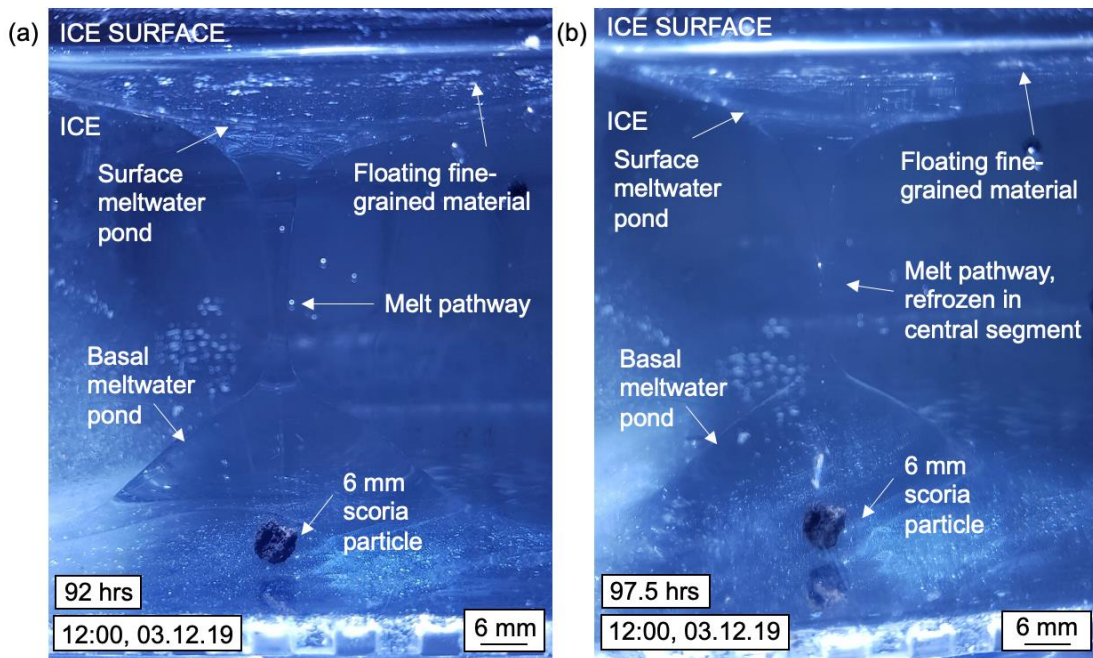 (a)
ICE SURFACE
ICE
Surface
meltwater
pond
Floating fine-
grained material
Melt pathway
Basal
meltwater
pond
6 mm
scoria
particle
92 hrs
12:00, 03.12.19
6 mm
(b)
ICE SURFACE
ICE
Surface
meltwater
pond
Floating fine-
grained material
Melt pathway,
refrozen in
central segment
Basal
meltwater
pond
6 mm
scoria
particle
97.5 hrs
12:00, 03.12.19
6 mm